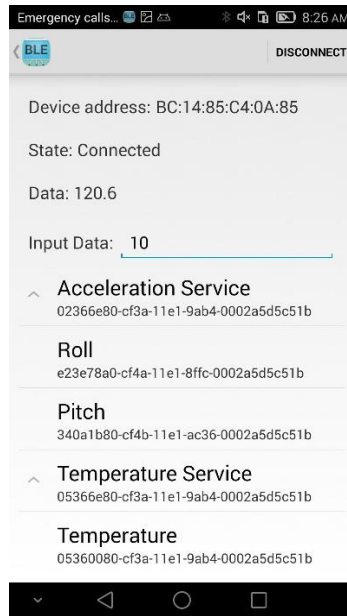 Emergency calls... 8:26 AM
BLE DISCONNECT
Device address: BC:14:85:C4:0A:85
State: Connected
Data: 120.6
Input Data: 10
Acceleration Service
02366e80-cf3a-11e1-9ab4-0002a5d5c51b
Roll
e23e78a0-cf4a-11e1-8ffc-0002a5d5c51b
Pitch
340a1b80-cf4b-11e1-ac36-0002a5d5c51b
Temperature Service
05366e80-cf3a-11e1-9ab4-0002a5d5c51b
Temperature
05360080-cf3a-11e1-9ab4-0002a5d5c51b